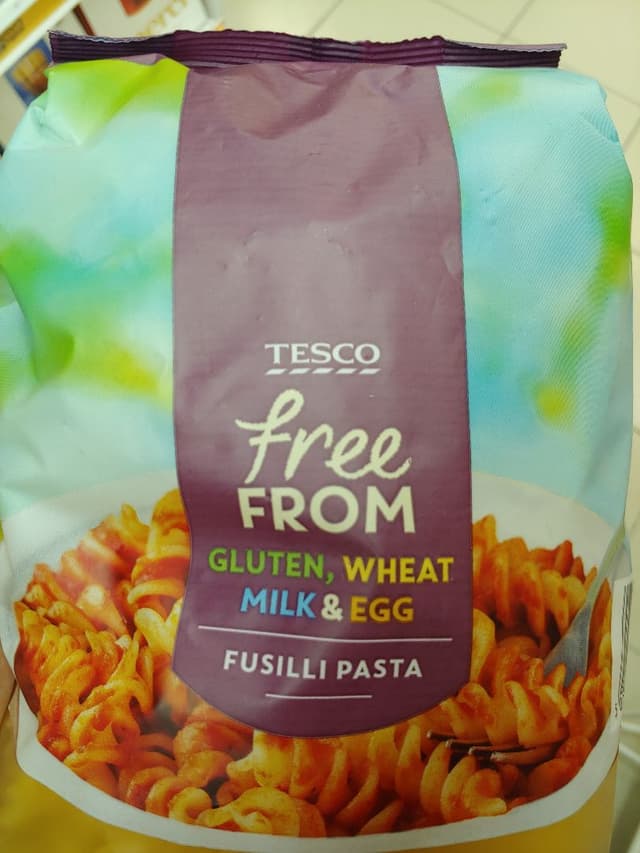 TESCO
free
FROM
GLUTEN, WHEAT
MILK & EGG
FUSILLI PASTA